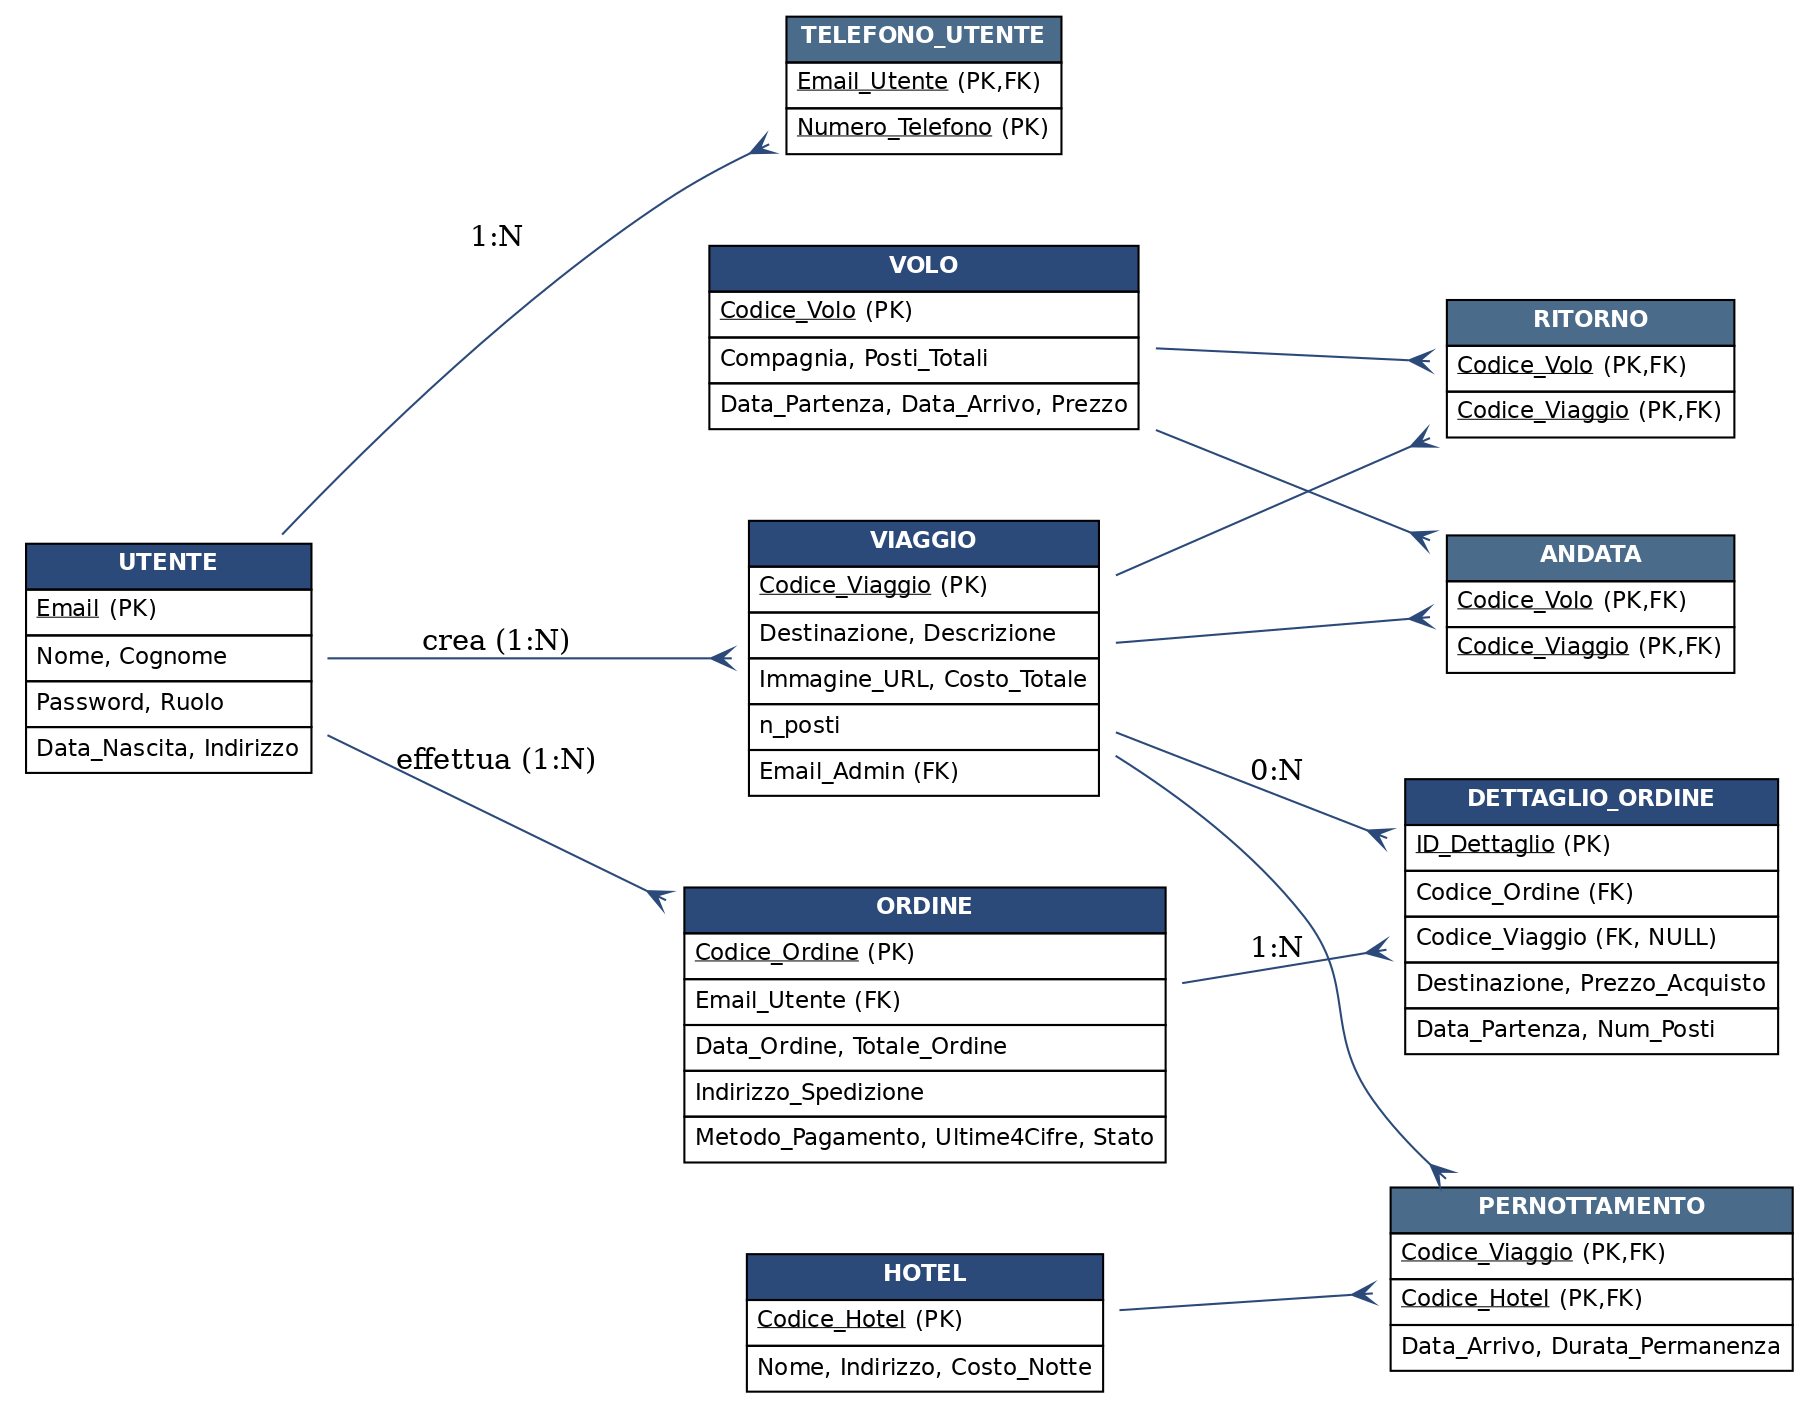 TELEFONO_UTENTE
Email_Utente (PK,FK)
Numero_Telefono (PK)
1:N
VOLO
Codice_Volo (PK)
Compagnia, Posti_Totali
Data_Partenza, Data_Arrivo, Prezzo
RITORNO
Codice_Volo (PK,FK)
Codice_Viaggio (PK,FK)
UTENTE
Email (PK)
Nome, Cognome
Password, Ruolo
Data_Nascita, Indirizzo
crea (1:N)
effettua (1:N)
VIAGGIO
Codice_Viaggio (PK)
Destinazione, Descrizione
Immagine_URL, Costo_Totale
n_posti
Email_Admin (FK)
ANDATA
Codice_Volo (PK,FK)
Codice_Viaggio (PK,FK)
0:N
DETTAGLIO_ORDINE
ID_Dettaglio (PK)
Codice_Ordine (FK)
Codice_Viaggio (FK, NULL)
Destinazione, Prezzo_Acquisto
Data_Partenza, Num_Posti
ORDINE
Codice_Ordine (PK)
Email_Utente (FK)
Data_Ordine, Totale_Ordine
Indirizzo_Spedizione
Metodo_Pagamento, Ultime4Cifre, Stato
1:N
PERNOTTAMENTO
Codice_Viaggio (PK,FK)
Codice_Hotel (PK,FK)
Data_Arrivo, Durata_Permanenza
HOTEL
Codice_Hotel (PK)
Nome, Indirizzo, Costo_Notte